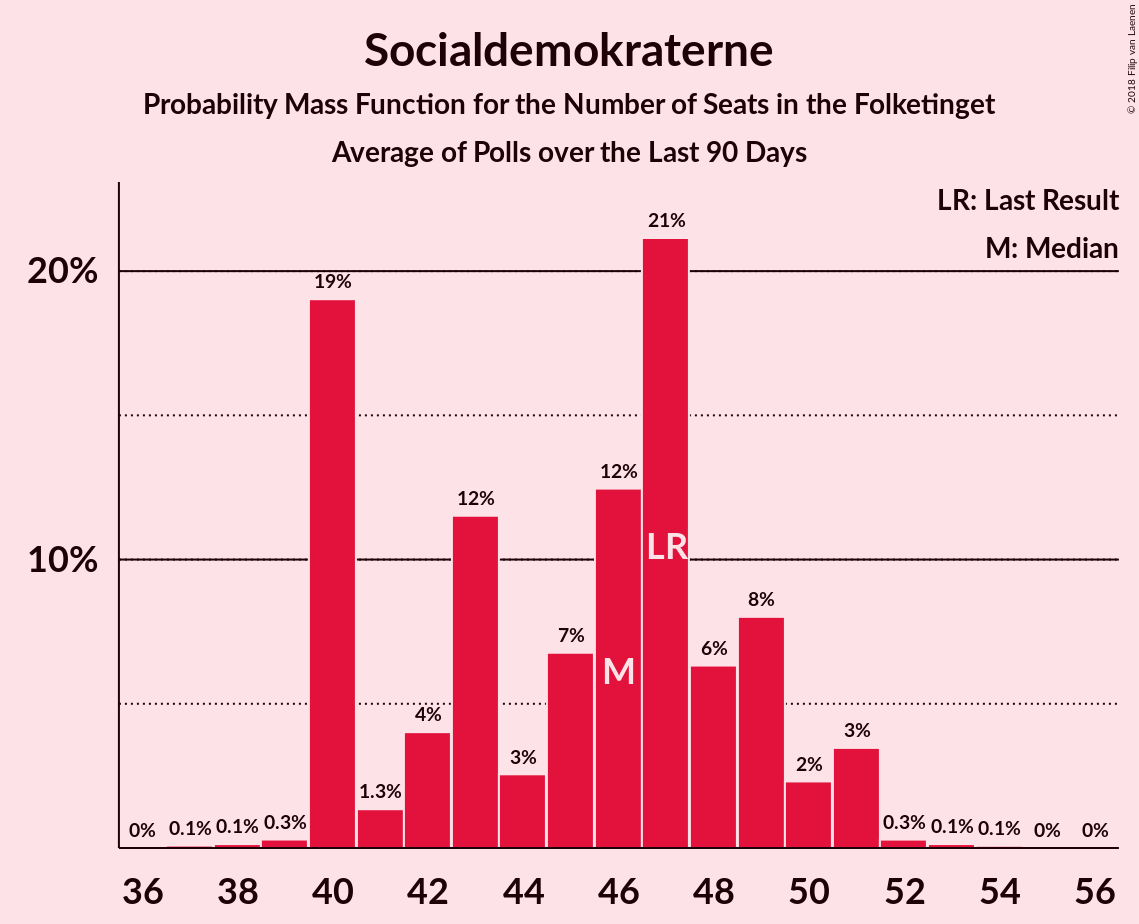 Socialdemokraterne
Probability Mass Function for the Number of Seats in the Folketinget
Average of Polls over the Last 90 Days
© 2018 Filip van Laenen
LR: Last Result
M: Median
20%
10%
0%
0.1%
0.1%
0.3%
19%
1.3%
4%
12%
3%
7%
12%
21%
6%
8%
2%
3%
0.3%
0.1%
0.1%
0%
0%
LR
M
36 38 40 42 44 46 48 50 52 54 56